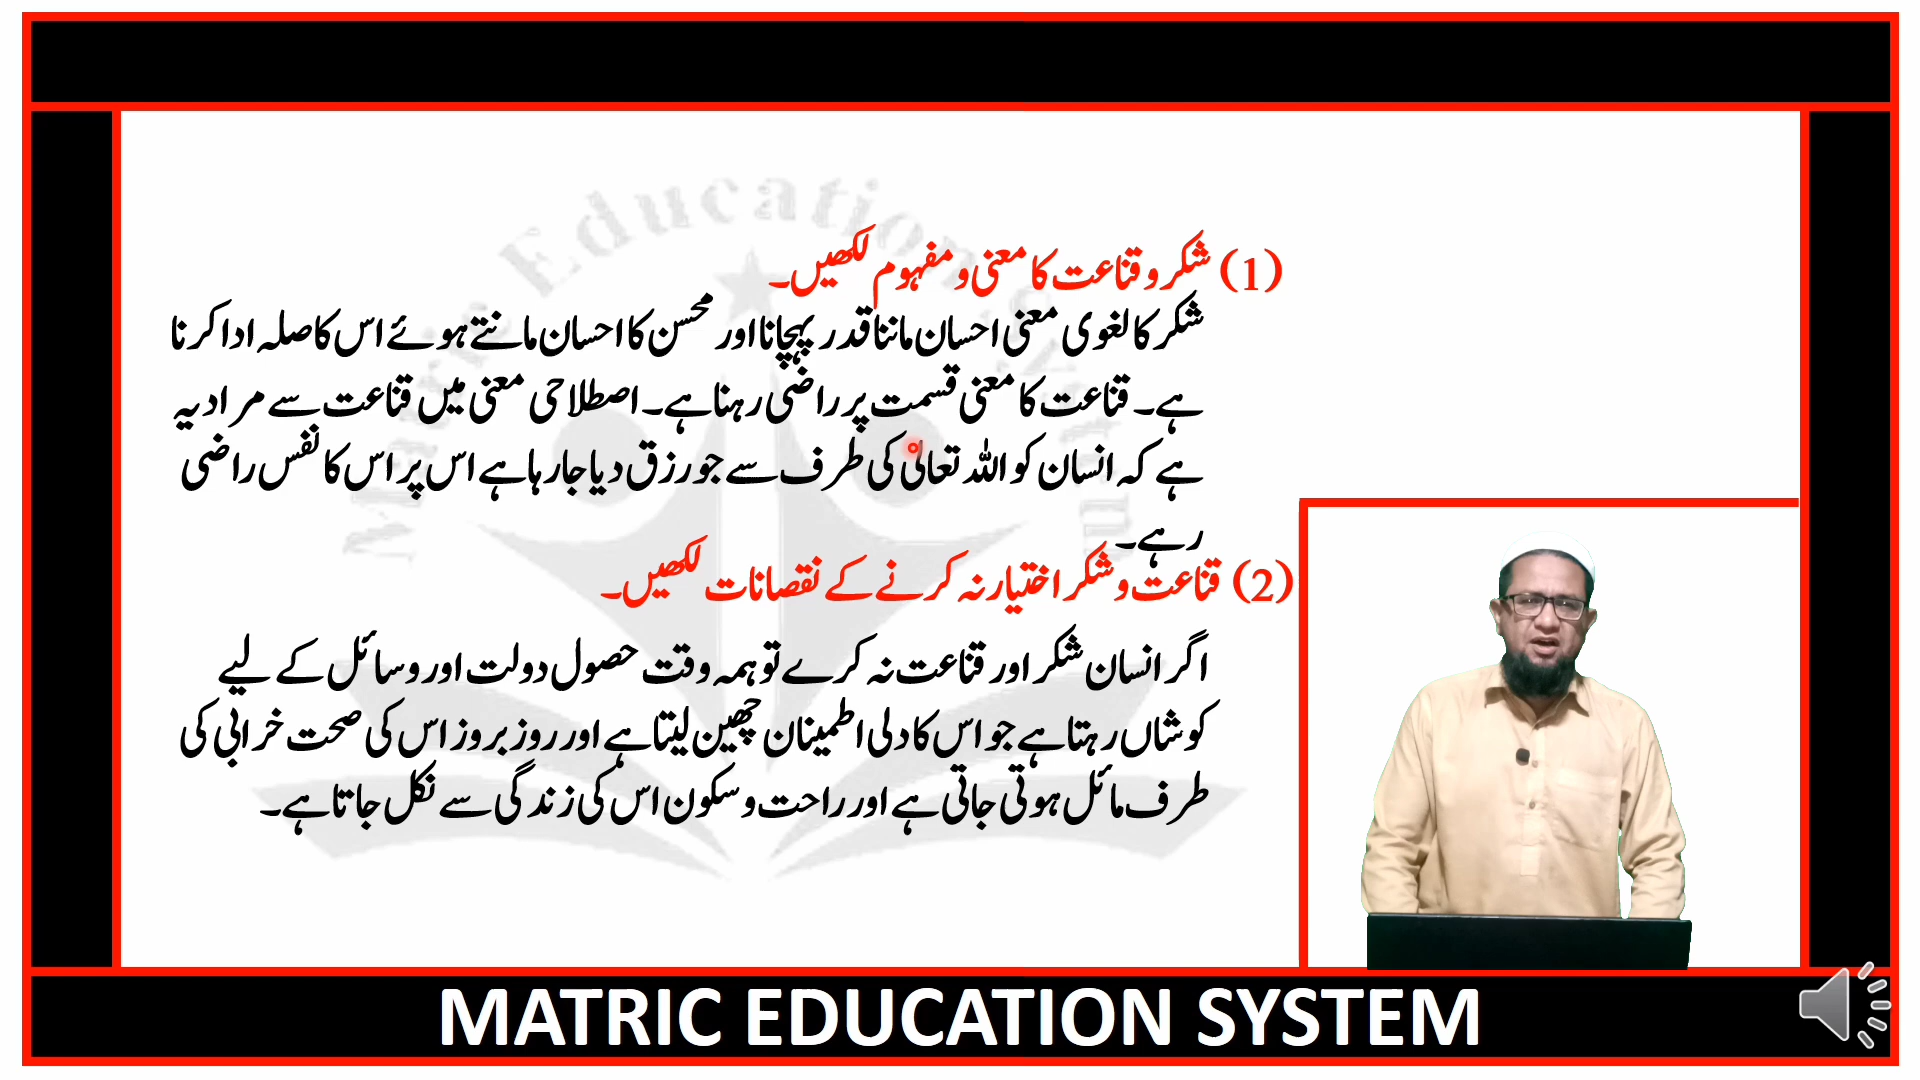 Matric Education System
(1) شکر و قناعت کا معنی و مفہوم لکھیں۔
شکر کا لغوی معنی احسان ماننا قدر پہچانا اور محسن کا احسان مانتے ہوئے اس کا صلہ ادا کرنا
ہے۔ قناعت کا معنی قسمت پر راضی رہنا ہے۔ اصطلاحی معنی میں قناعت سے مراد یہ
ہے کہ انسان کو اللہ تعالیٰ کی طرف سے جو رزق دیا جا رہا ہے اس پر اس کا نفس راضی
رہے۔
(2) قناعت و شکر اختیار نہ کرنے کے نقصانات لکھیں۔
اگر انسان شکر اور قناعت نہ کرے تو ہمہ وقت حصول دولت اور وسائل کے لیے
کوشاں رہتا ہے جو اس کا دلی اطمینان چھین لیتا ہے اور روز بروز اس کی صحت خرابی کی
طرف مائل ہوتی جاتی ہے اور راحت و سکون اس کی زندگی سے نکل جاتا ہے۔
MATRIC EDUCATION SYSTEM